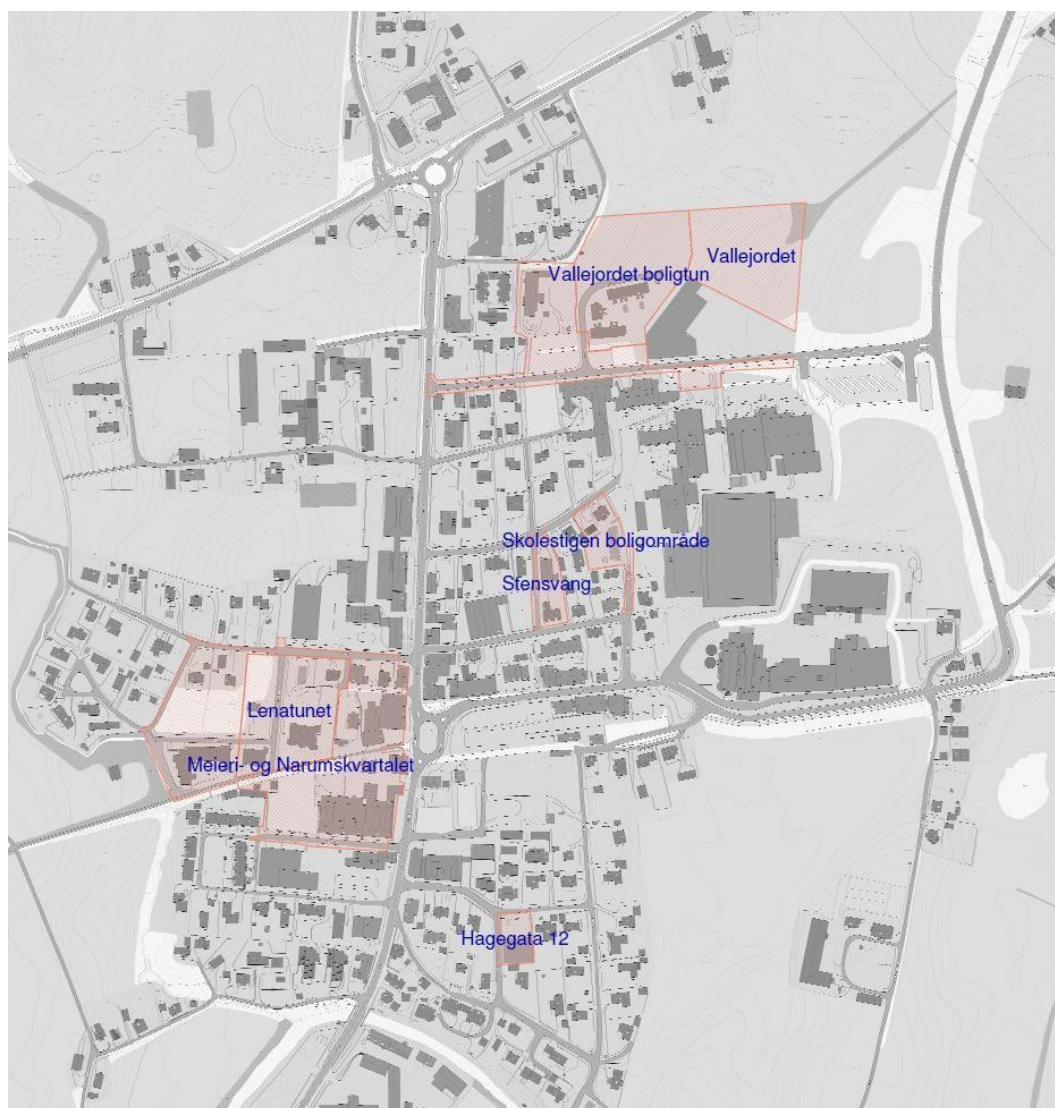 Vallejordet
Vallejordet boligtun
Skolestigen boligområde
Stensvang
Lenatunet
Meieri- og Narumskvartalet
Hagegata 12